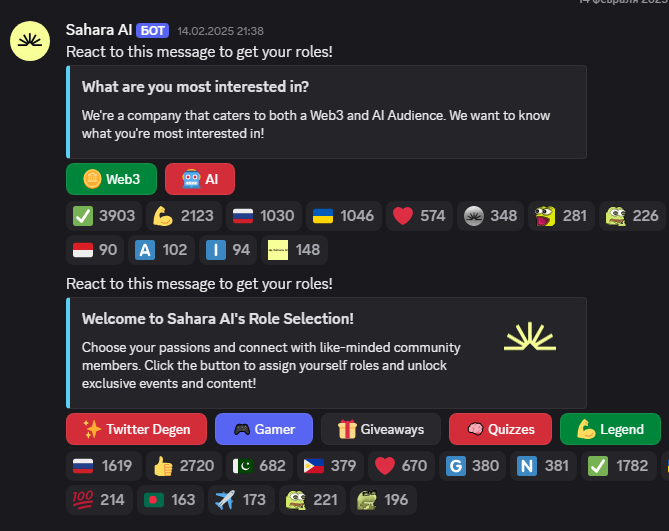 14 февраля 2025
Sahara AI БОТ 14.02.2025 21:38
React to this message to get your roles!
What are you most interested in?
We're a company that caters to both a Web3 and AI Audience. We want to know
what you're most interested in!
Web3 AI
3903 2123 1030 1046 574 348 281 226
90 A 102 I 94 148
React to this message to get your roles!
Welcome to Sahara AI's Role Selection!
Choose your passions and connect with like-minded community
members. Click the button to assign yourself roles and unlock
exclusive events and content!
Twitter Degen Gamer Giveaways Quizzes Legend
1619 2720 682 379 670 G 380 N 381 1782
100 214 163 173 221 196